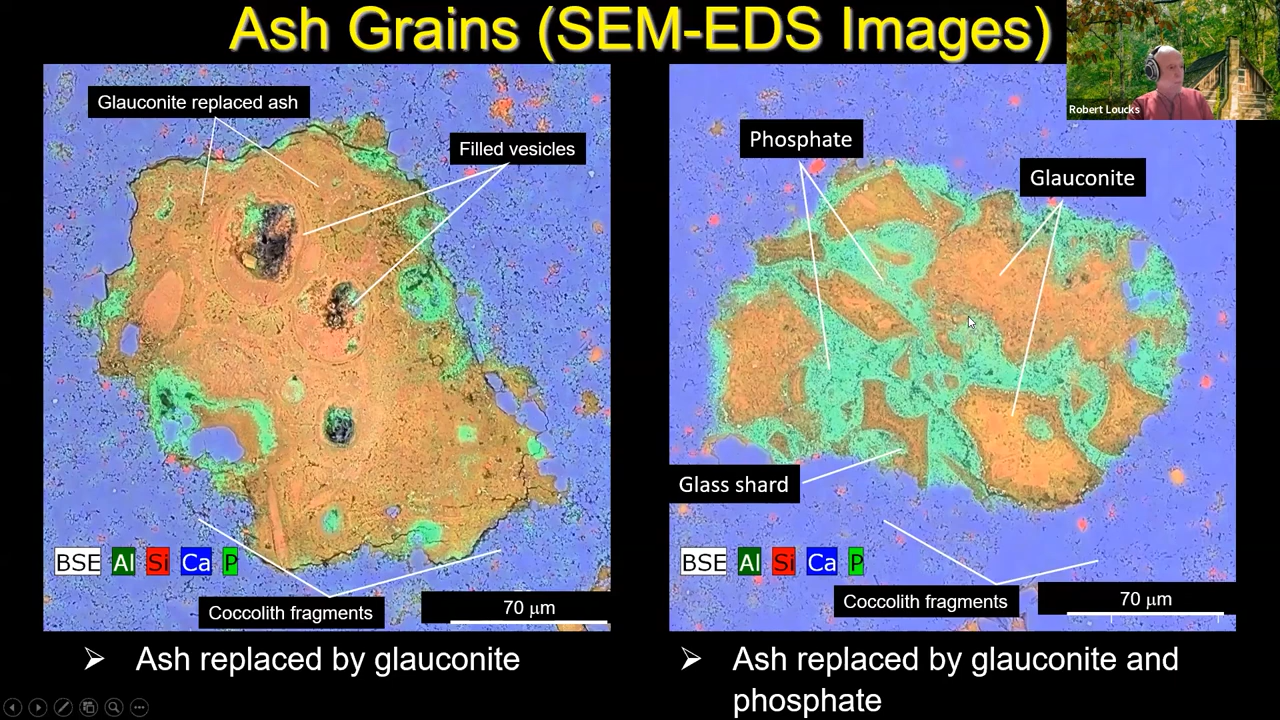 Ash Grains (SEM-EDS Images)
Robert Loucks
Glauconite replaced ash
Filled vesicles
BSE Al Si Ca P
Coccolith fragments
70 µm
Phosphate
Glauconite
Glass shard
BSE Al Si Ca P
Coccolith fragments
70 µm
➢ Ash replaced by glauconite
➢ Ash replaced by glauconite and
phosphate